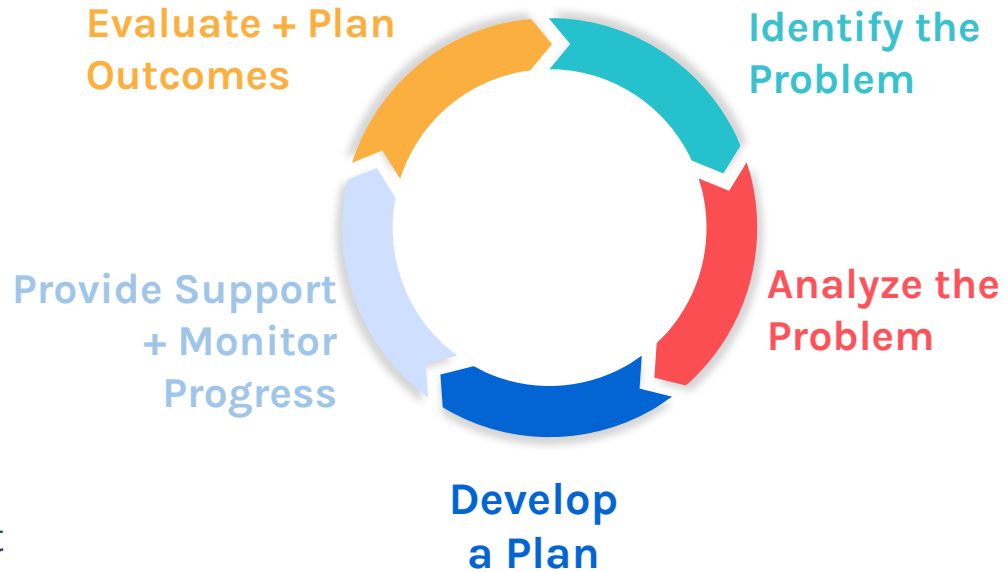 Evaluate + Plan
Outcomes
Identify the
Problem
Analyze the
Problem
Provide Support
+ Monitor
Progress
Develop
a Plan